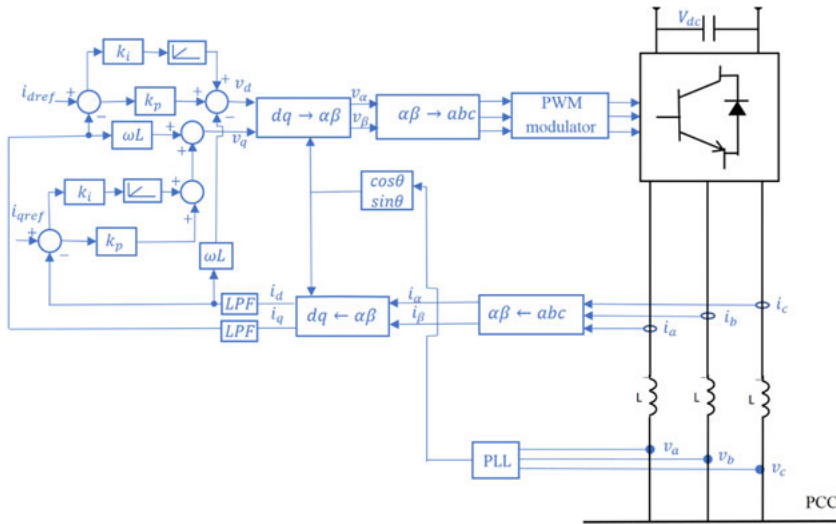 V_dc
k_i
i_dref
+
−
k_p
+
−
+
−
v_d
ωL
+
+
v_q
dq → αβ
v_α
v_β
αβ → abc
PWM
modulator
k_i
+
+
i_qref
+
−
k_p
cosθ
sinθ
ωL
LPF
i_d
LPF
i_q
dq ← αβ
i_α
i_β
αβ ← abc
i_c
i_b
i_a
L
L
L
PLL
v_a
v_b
v_c
PCC